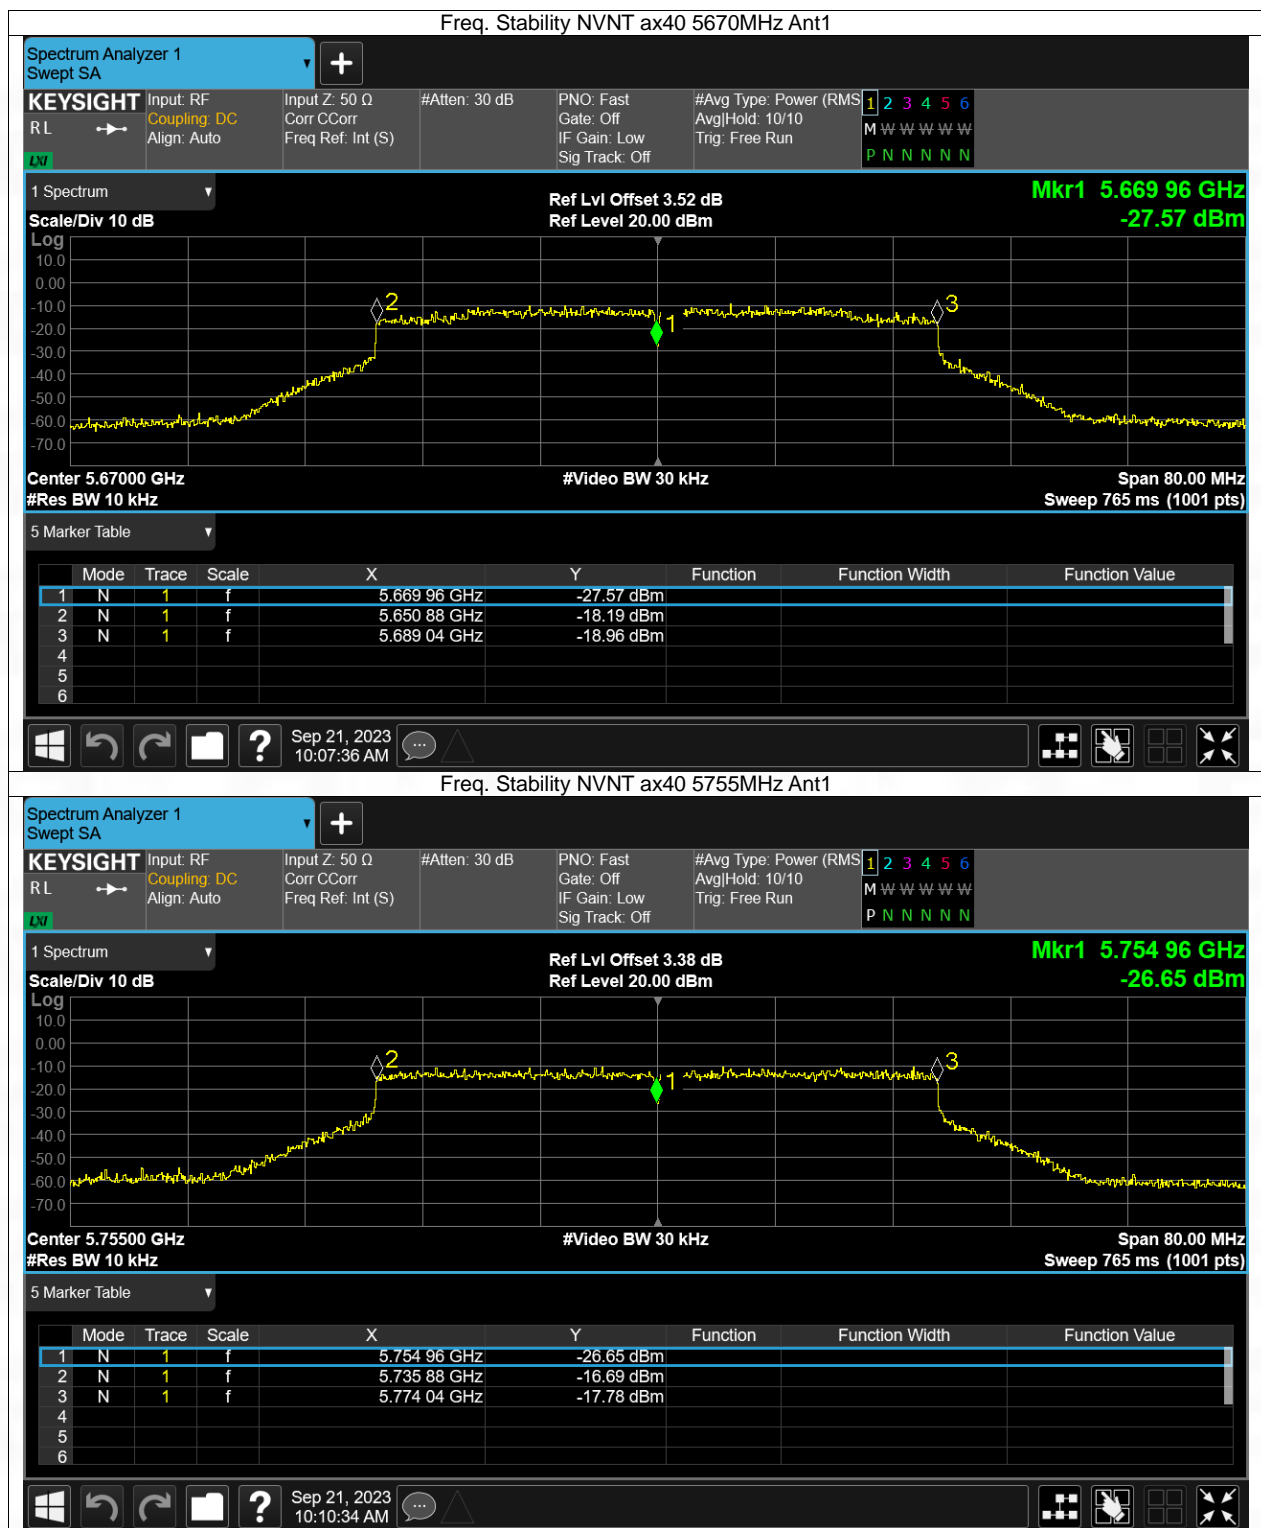 Freq. Stability NVNT ax40 5670MHz Ant1
Spectrum Analyzer 1
Swept SA
KEYSIGHT Input: RF Input Z: 50 Ω #Atten: 30 dB PNO: Fast #Avg Type: Power (RMS 1 2 3 4 5 6
RL Coupling: DC Corr CCorr Gate: Off Avg|Hold: 10/10 M W W W W W
Align: Auto Freq Ref: Int (S) IF Gain: Low Trig: Free Run
LXI Sig Track: Off P N N N N N
1 Spectrum Ref Lvl Offset 3.52 dB Mkr1 5.669 96 GHz
Scale/Div 10 dB Ref Level 20.00 dBm -27.57 dBm
Log
10.0
0.00
-10.0 2 3
-20.0 1
-30.0
-40.0
-50.0
-60.0
-70.0
Center 5.67000 GHz #Video BW 30 kHz Span 80.00 MHz
#Res BW 10 kHz Sweep 765 ms (1001 pts)
5 Marker Table
Mode Trace Scale X Y Function Function Width Function Value
1 N 1 f 5.669 96 GHz -27.57 dBm
2 N 1 f 5.650 88 GHz -18.19 dBm
3 N 1 f 5.689 04 GHz -18.96 dBm
4
5
6
? Sep 21, 2023
10:07:36 AM
Freq. Stability NVNT ax40 5755MHz Ant1
Spectrum Analyzer 1
Swept SA
KEYSIGHT Input: RF Input Z: 50 Ω #Atten: 30 dB PNO: Fast #Avg Type: Power (RMS 1 2 3 4 5 6
RL Coupling: DC Corr CCorr Gate: Off Avg|Hold: 10/10 M W W W W W
Align: Auto Freq Ref: Int (S) IF Gain: Low Trig: Free Run
LXI Sig Track: Off P N N N N N
1 Spectrum Ref Lvl Offset 3.38 dB Mkr1 5.754 96 GHz
Scale/Div 10 dB Ref Level 20.00 dBm -26.65 dBm
Log
10.0
0.00
-10.0 2 3
-20.0 1
-30.0
-40.0
-50.0
-60.0
-70.0
Center 5.75500 GHz #Video BW 30 kHz Span 80.00 MHz
#Res BW 10 kHz Sweep 765 ms (1001 pts)
5 Marker Table
Mode Trace Scale X Y Function Function Width Function Value
1 N 1 f 5.754 96 GHz -26.65 dBm
2 N 1 f 5.735 88 GHz -16.69 dBm
3 N 1 f 5.774 04 GHz -17.78 dBm
4
5
6
? Sep 21, 2023
10:10:34 AM